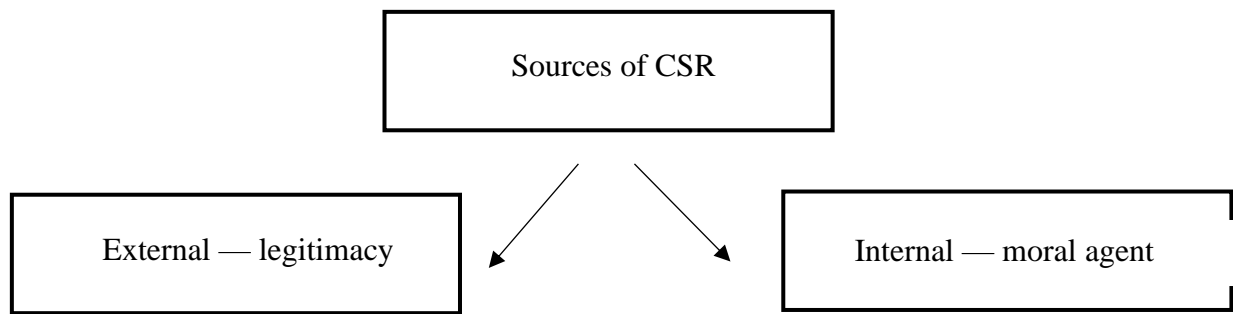 Sources of CSR
External — legitimacy
Internal — moral agent